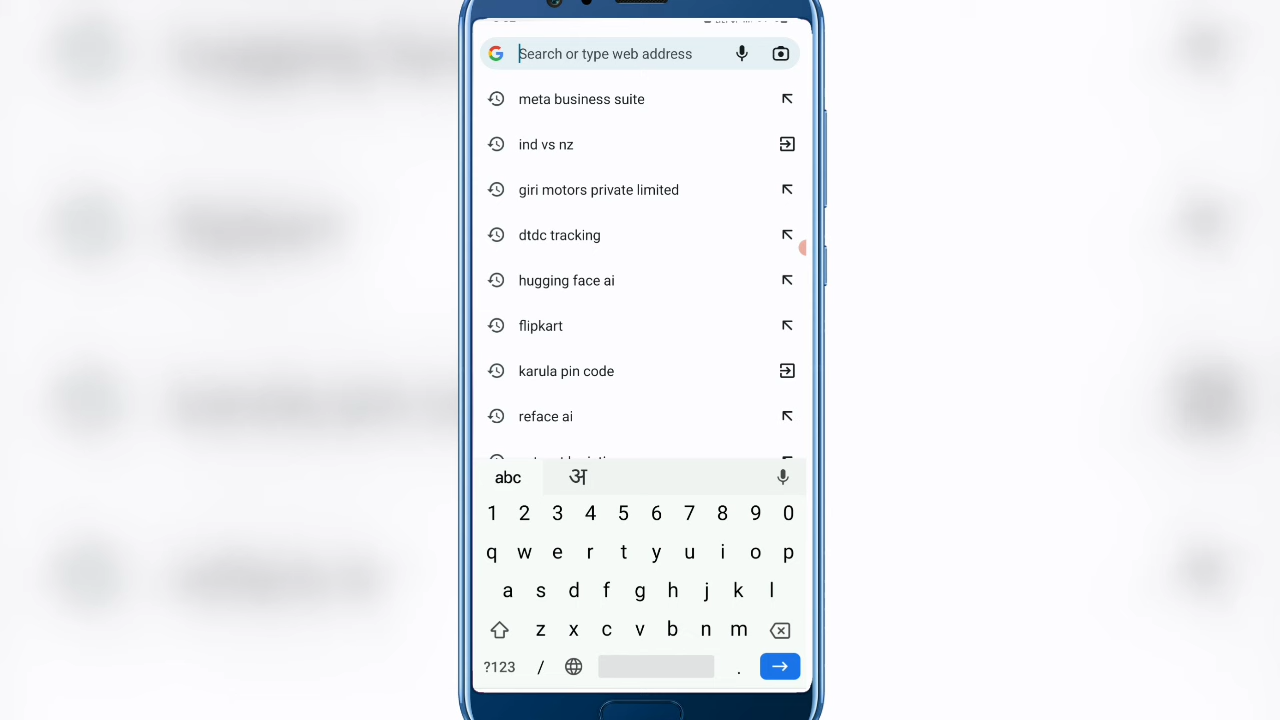 Search or type web address
meta business suite
ind vs nz
giri motors private limited
dtdc tracking
hugging face ai
flipkart
karula pin code
reface ai
abc अ
1 2 3 4 5 6 7 8 9 0
q w e r t y u i o p
a s d f g h j k l
z x c v b n m
?123 / .